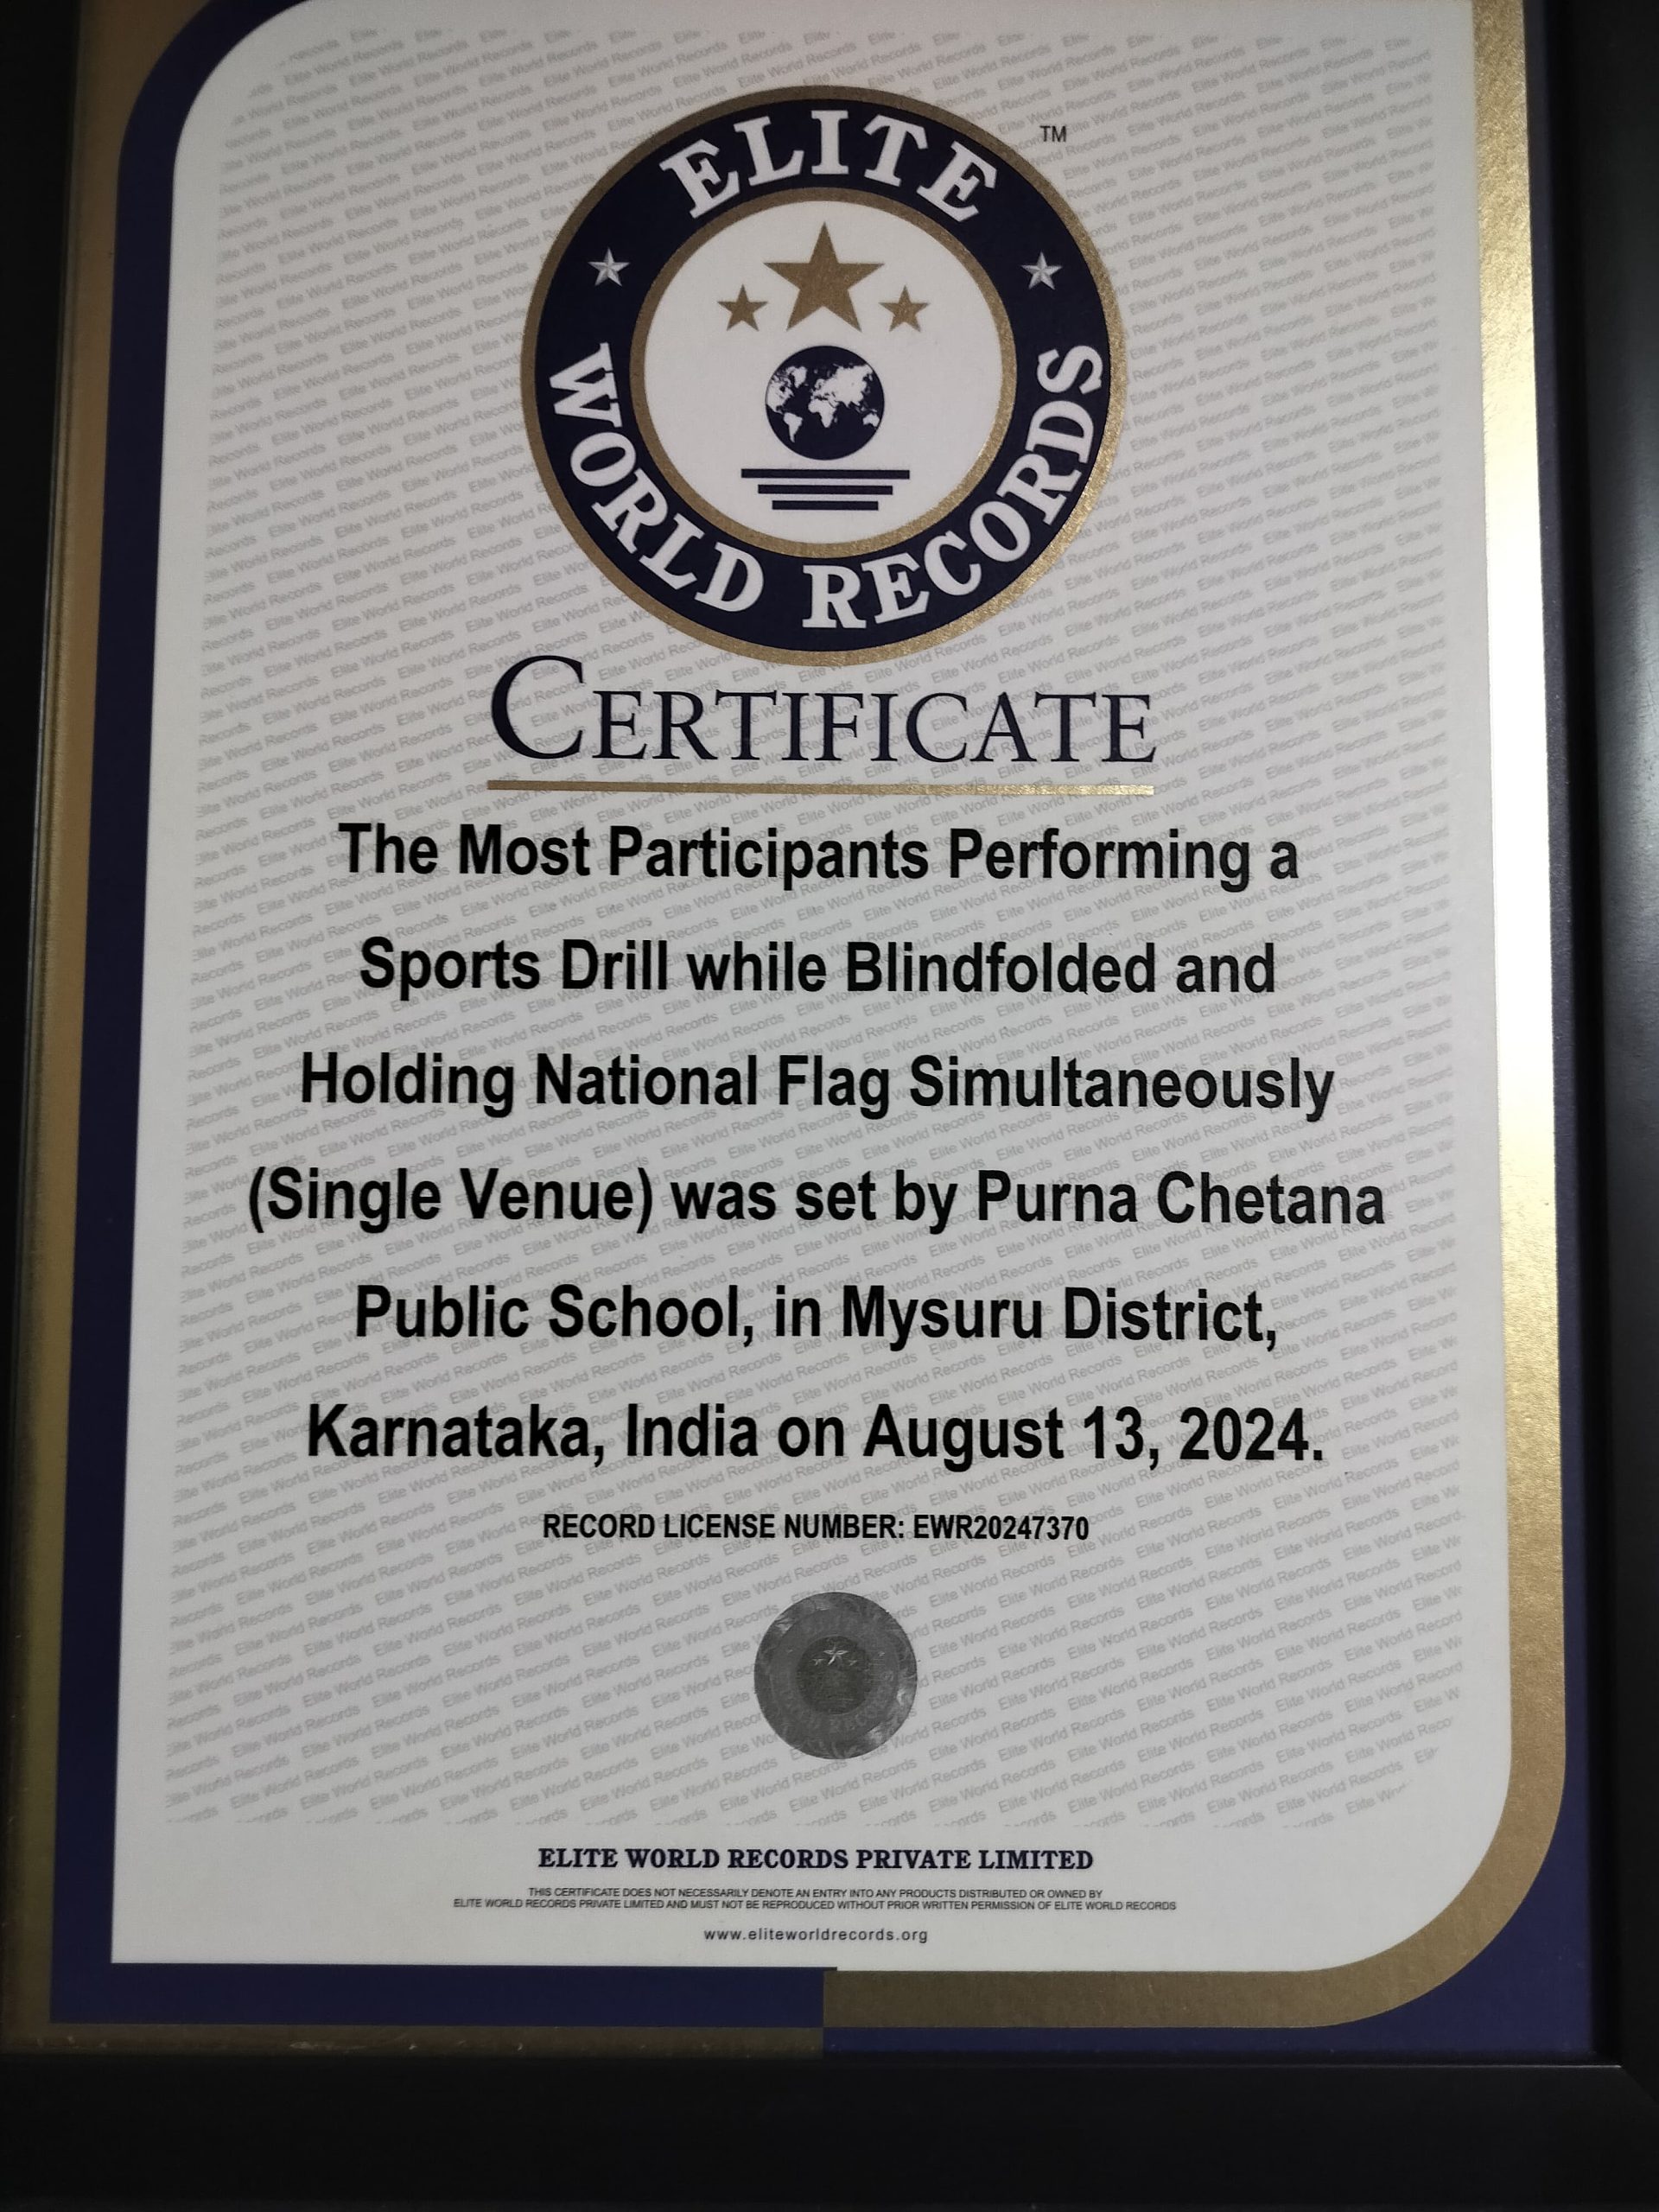 ELITE
TM
WORLD RECORDS
CERTIFICATE
The Most Participants Performing a
Sports Drill while Blindfolded and
Holding National Flag Simultaneously
(Single Venue) was set by Purna Chetana
Public School, in Mysuru District,
Karnataka, India on August 13, 2024.
RECORD LICENSE NUMBER: EWR20247370
ELITE WORLD RECORDS PRIVATE LIMITED
THIS CERTIFICATE DOES NOT NECESSARILY DENOTE AN ENTRY INTO ANY PRODUCTS DISTRIBUTED OR OWNED BY
ELITE WORLD RECORDS PRIVATE LIMITED AND MUST NOT BE REPRODUCED WITHOUT PRIOR WRITTEN PERMISSION OF ELITE WORLD RECORDS
www.eliteworldrecords.org